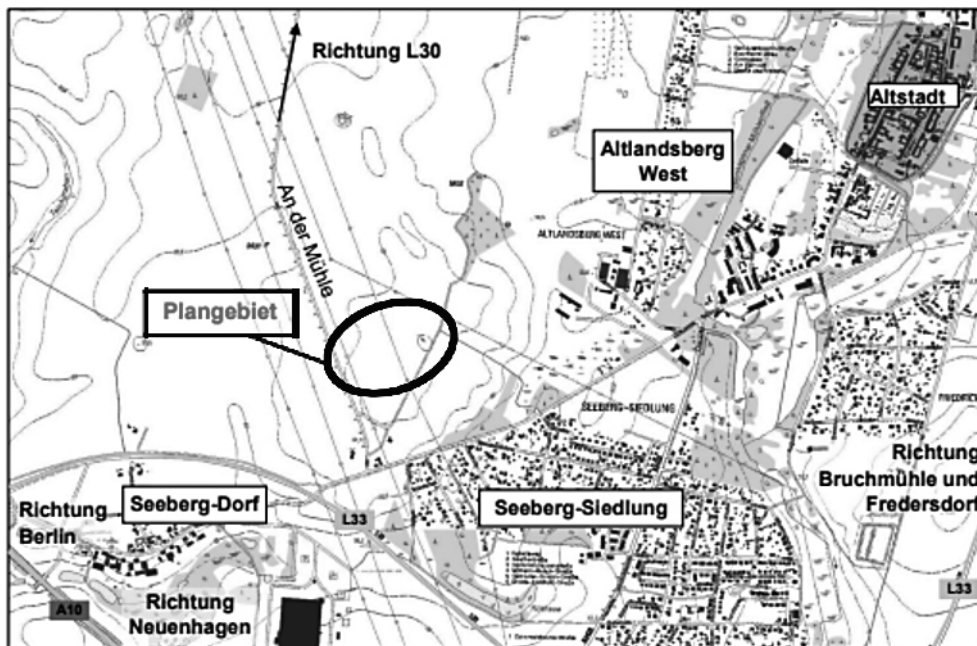 Richtung L30
Altstadt
Altlandsberg
West
An der Mühle
ALTLANDSBERG WEST
Plangebiet
SEEBERG-SIEDLUNG
FRIEDRICH
Richtung
Bruchmühle und
Fredersdorf
Seeberg-Dorf
Seeberg-Siedlung
Richtung
Berlin
L33
L33
A10
Richtung
Neuenhagen